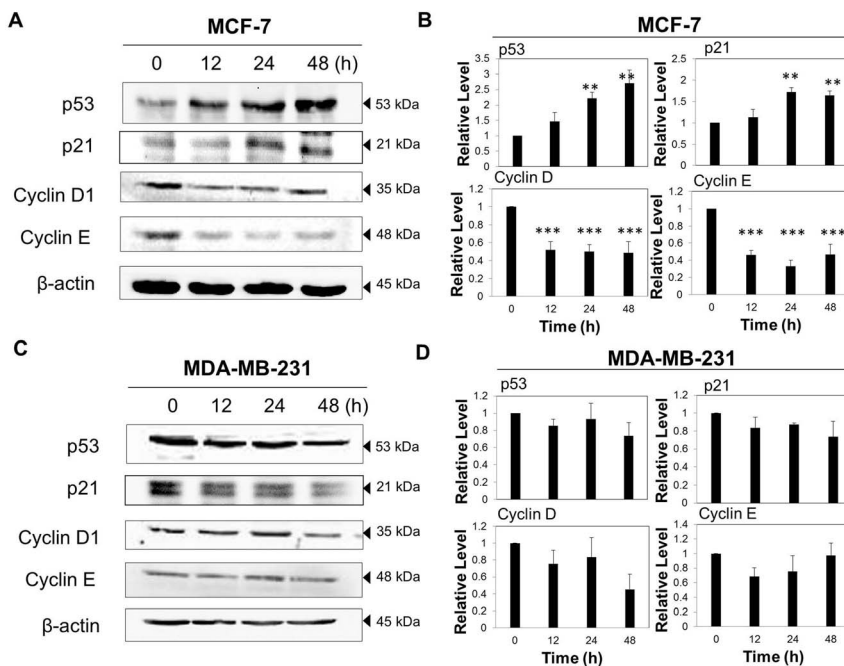 A
MCF-7
0 12 24 48 (h)
p53
53 kDa
p21
21 kDa
Cyclin D1
35 kDa
Cyclin E
48 kDa
β-actin
45 kDa
B
MCF-7
p53
Relative Level
3.5
3
2.5
2
1.5
1
0.5
0
** **
p21
Relative Level
2.5
2
1.5
1
0.5
0
** **
Cyclin D
Relative Level
1.2
1
0.8
0.6
0.4
0.2
0
*** *** ***
0 12 24 48
Time (h)
Cyclin E
Relative Level
1.2
1
0.8
0.6
0.4
0.2
0
*** *** ***
0 12 24 48
Time (h)
C
MDA-MB-231
0 12 24 48 (h)
p53
53 kDa
p21
21 kDa
Cyclin D1
35 kDa
Cyclin E
48 kDa
β-actin
45 kDa
D
MDA-MB-231
p53
Relative Level
1.4
1.2
1
0.8
0.6
0.4
0.2
0
p21
Relative Level
1.4
1.2
1
0.8
0.6
0.4
0.2
0
Cyclin D
Relative Level
1.2
1
0.8
0.6
0.4
0.2
0
0 12 24 48
Time (h)
Cyclin E
Relative Level
1.4
1.2
1
0.8
0.6
0.4
0.2
0
0 12 24 48
Time (h)